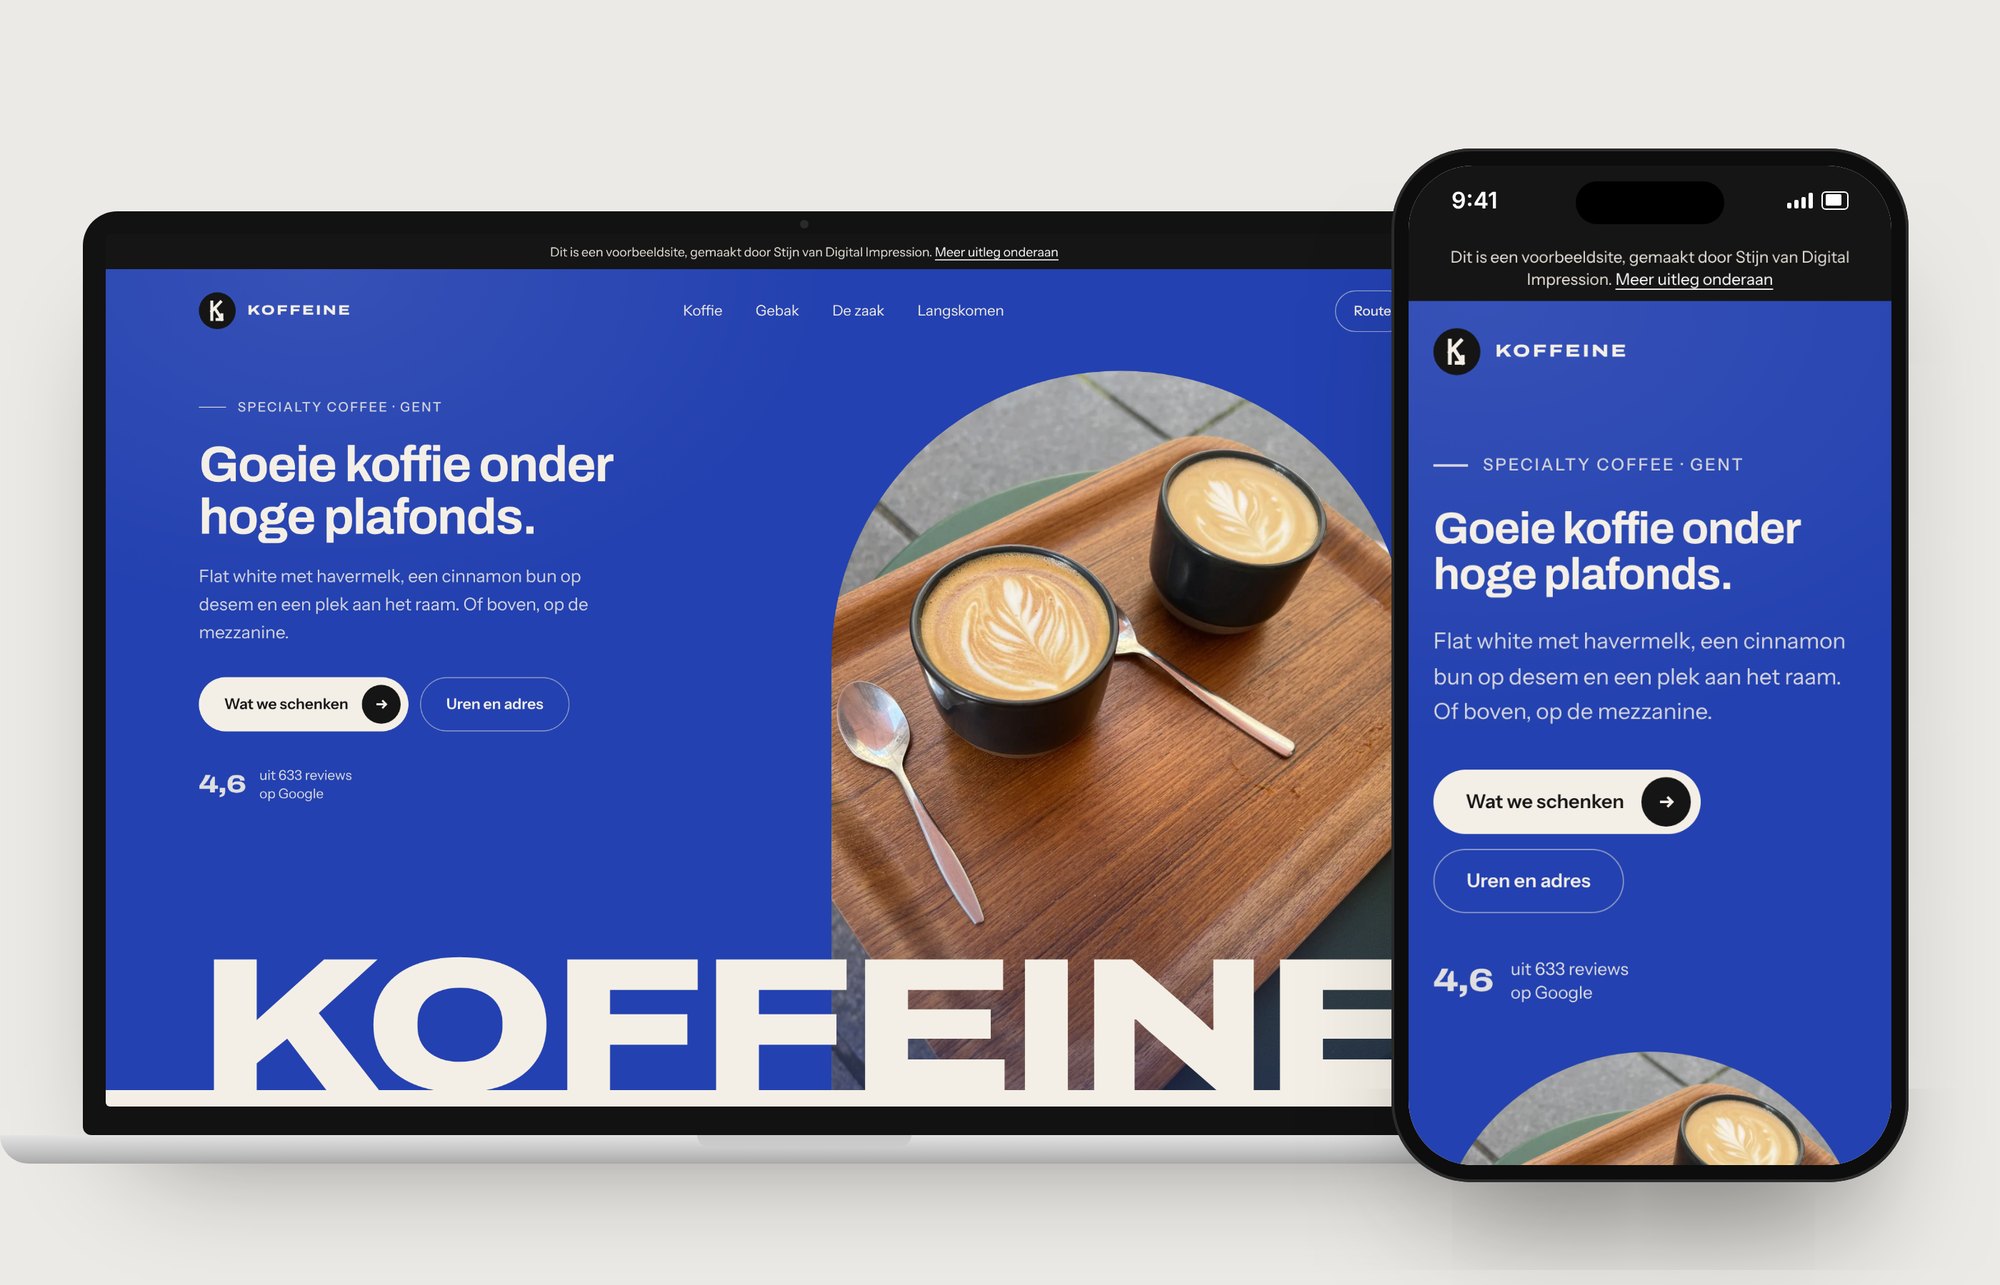 Dit is een voorbeeldsite, gemaakt door Stijn van Digital Impression. Meer uitleg onderaan
KOFFEINE
Koffie
Gebak
De zaak
Langskomen
Route
SPECIALTY COFFEE · GENT
Goeie koffie onder
hoge plafonds.
Flat white met havermelk, een cinnamon bun op
desem en een plek aan het raam. Of boven, op de
mezzanine.
Wat we schenken
Uren en adres
4,6
uit 633 reviews
op Google
KOFFEINE
9:41
Dit is een voorbeeldsite, gemaakt door Stijn van Digital
Impression. Meer uitleg onderaan
KOFFEINE
SPECIALTY COFFEE · GENT
Goeie koffie onder
hoge plafonds.
Flat white met havermelk, een cinnamon
bun op desem en een plek aan het raam.
Of boven, op de mezzanine.
Wat we schenken
Uren en adres
4,6
uit 633 reviews
op Google